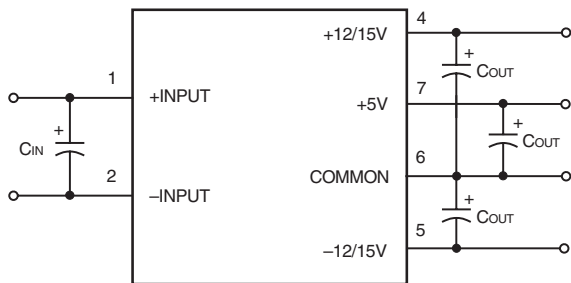 +12/15V 4
+ COUT
1 +INPUT
+5V 7
+ CIN
+ COUT
COMMON 6
2 –INPUT
+ COUT
–12/15V 5